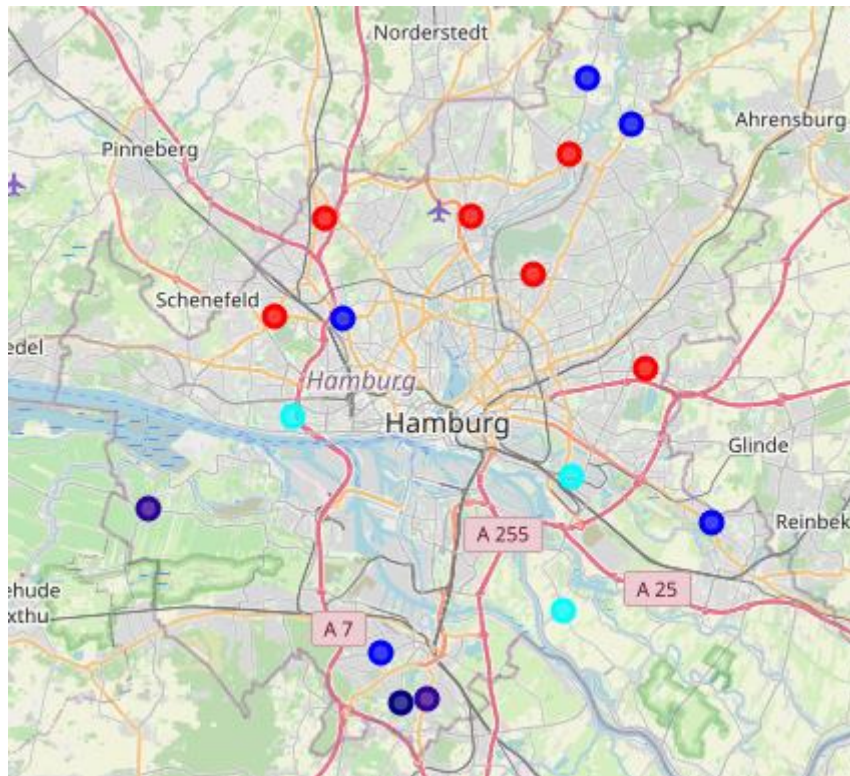 Norderstedt
Ahrensburg
Pinneberg
Schenefeld
edel
Hamburg
Hamburg
Glinde
Reinbek
A 255
A 25
ehude
xthu
A 7